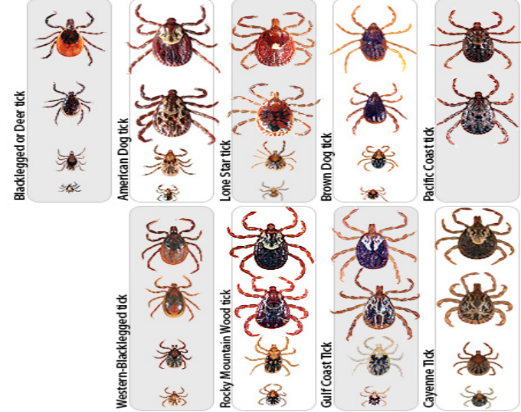 Blacklegged or Deer tick
American Dog tick
Lone Star tick
Brown Dog tick
Pacific Coast tick
Western-Blacklegged tick
Rocky Mountain Wood tick
Gulf Coast Tick
Cayenne Tick